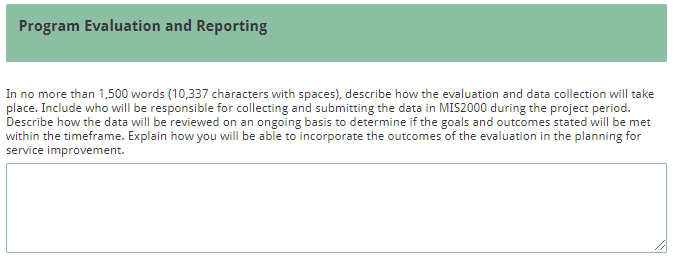 Program Evaluation and Reporting
In no more than 1,500 words (10,337 characters with spaces), describe how the evaluation and data collection will take
place. Include who will be responsible for collecting and submitting the data in MIS2000 during the project period.
Describe how the data will be reviewed on an ongoing basis to determine if the goals and outcomes stated will be met
within the timeframe. Explain how you will be able to incorporate the outcomes of the evaluation in the planning for
service improvement.